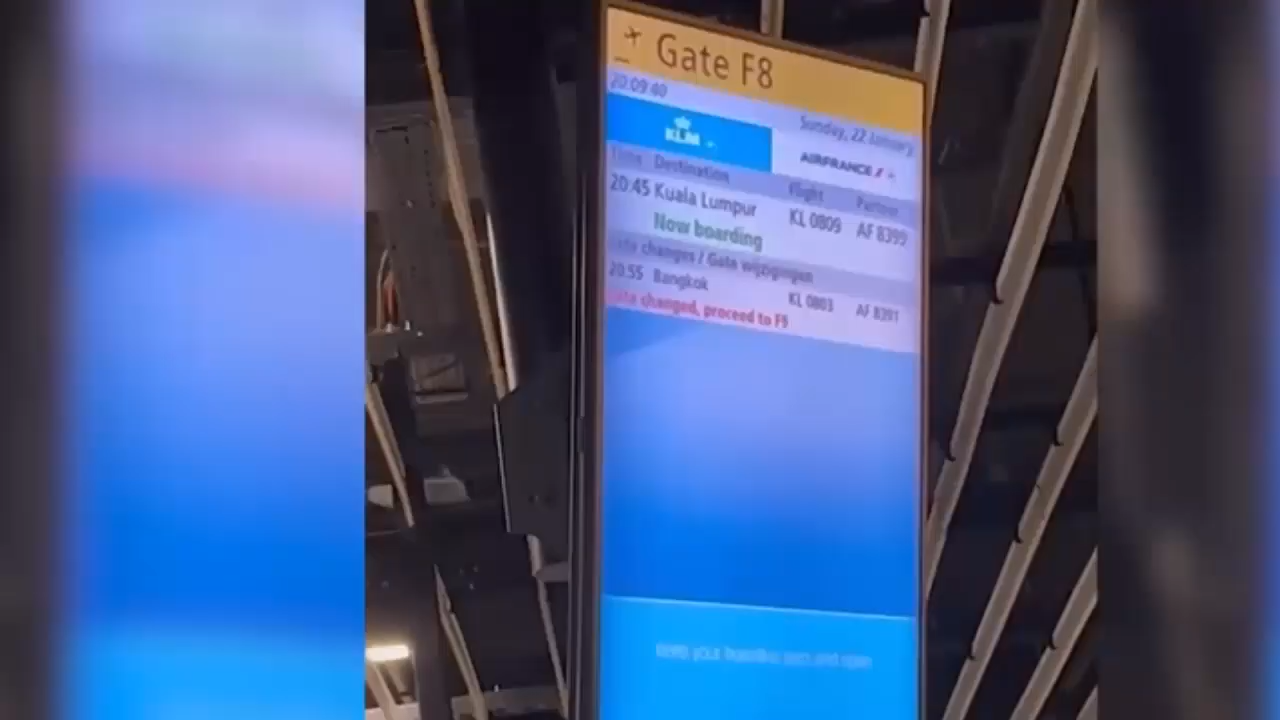 Gate F8
20:09:40
Sunday, 22 January
KLM
AIRFRANCE
Time Destination Flight Partner
20:45 Kuala Lumpur KL 0809 AF 8399
Now boarding
Gate changes / Gate wijzigingen
20:55 Bangkok KL 0803 AF 8391
Gate changed, proceed to F9